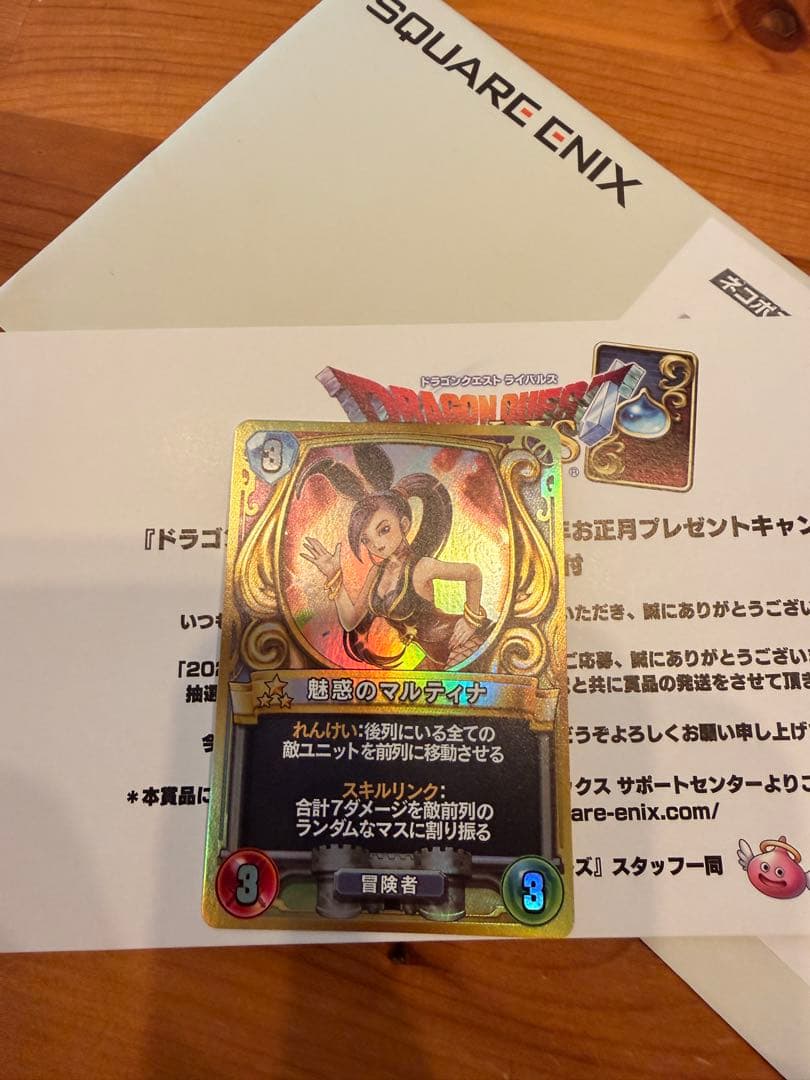 SQUARE ENIX
ネコポ
ドラゴンクエスト ライバルズ
DRAGON QUEST
®
『ドラゴ
年お正月プレゼントキャン
付
いつも
いただき、誠にありがとうござい
「202
ご応募、誠にありがとうございま
抽選
と共に賞品の発送をさせて頂き
今
どうぞよろしくお願い申し上げ
＊本賞品に
ックス サポートセンターよりご
are-enix.com/
ズ』スタッフ一同
3
魅惑のマルティナ
れんけい:後列にいる全ての
敵ユニットを前列に移動させる
スキルリンク:
合計7ダメージを敵前列の
ランダムなマスに割り振る
3
冒険者
3